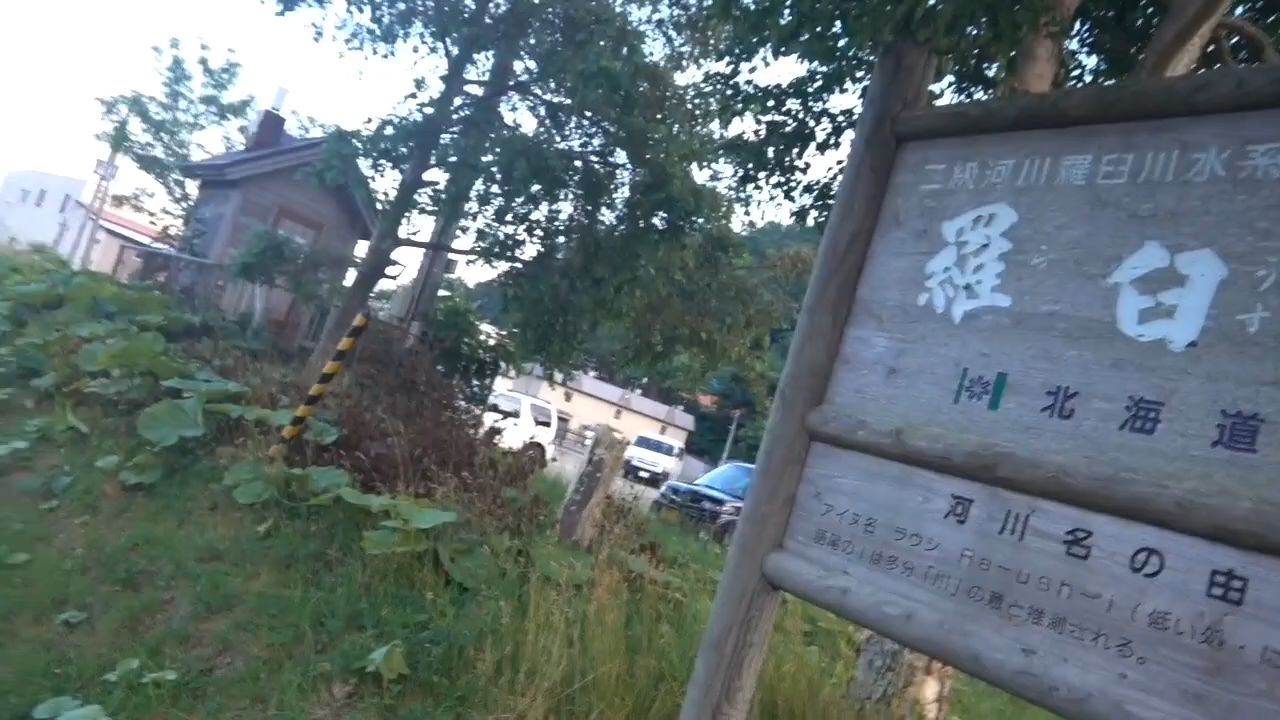 二級河川羅臼川水系
羅臼
らうす
北海道
河川名の由
アイヌ名 ラウシ Ra-ush-i (低い処・に
語尾のiは多分「川」の意と推測される。